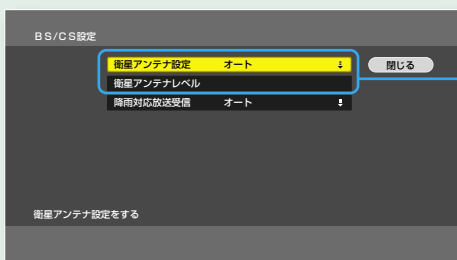 BS/CS設定
衛星アンテナ設定 オート
閉じる
衛星アンテナレベル
降雨対応放送受信 オート
衛星アンテナ設定をする